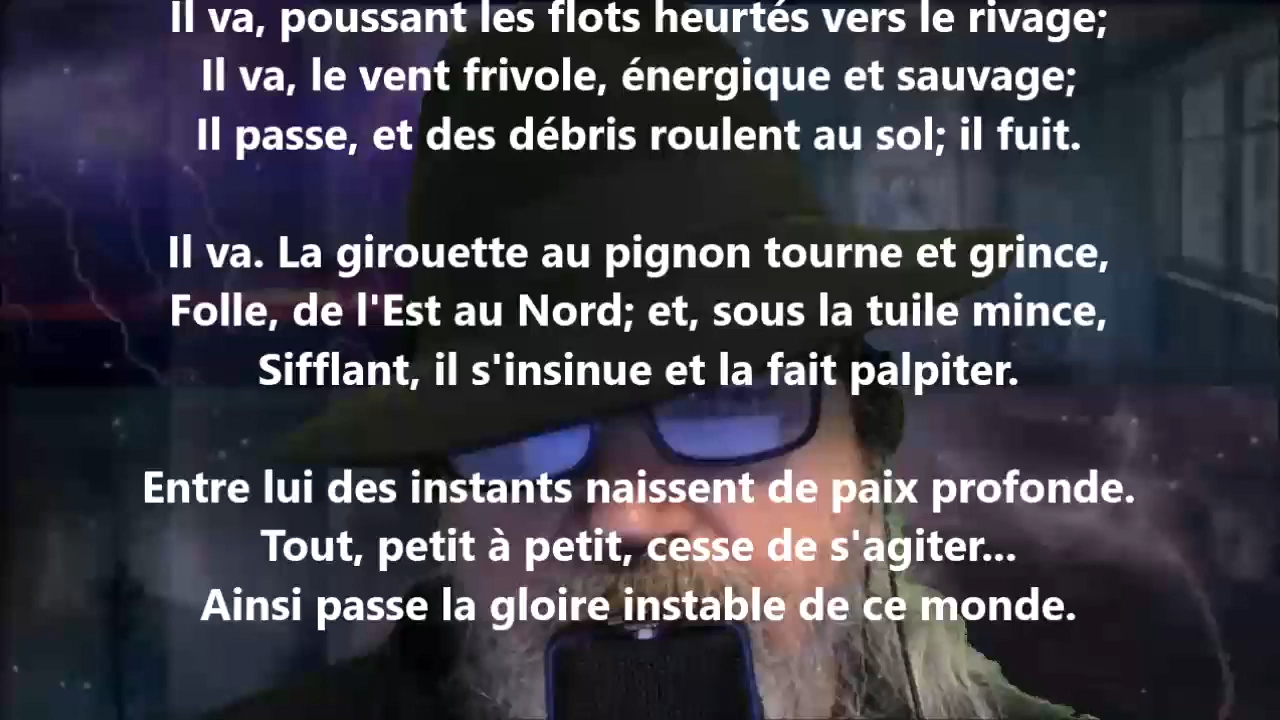 Il va, poussant les flots heurtés vers le rivage;
Il va, le vent frivole, énergique et sauvage;
Il passe, et des débris roulent au sol; il fuit.
Il va. La girouette au pignon tourne et grince,
Folle, de l'Est au Nord; et, sous la tuile mince,
Sifflant, il s'insinue et la fait palpiter.
Entre lui des instants naissent de paix profonde.
Tout, petit à petit, cesse de s'agiter...
Ainsi passe la gloire instable de ce monde.